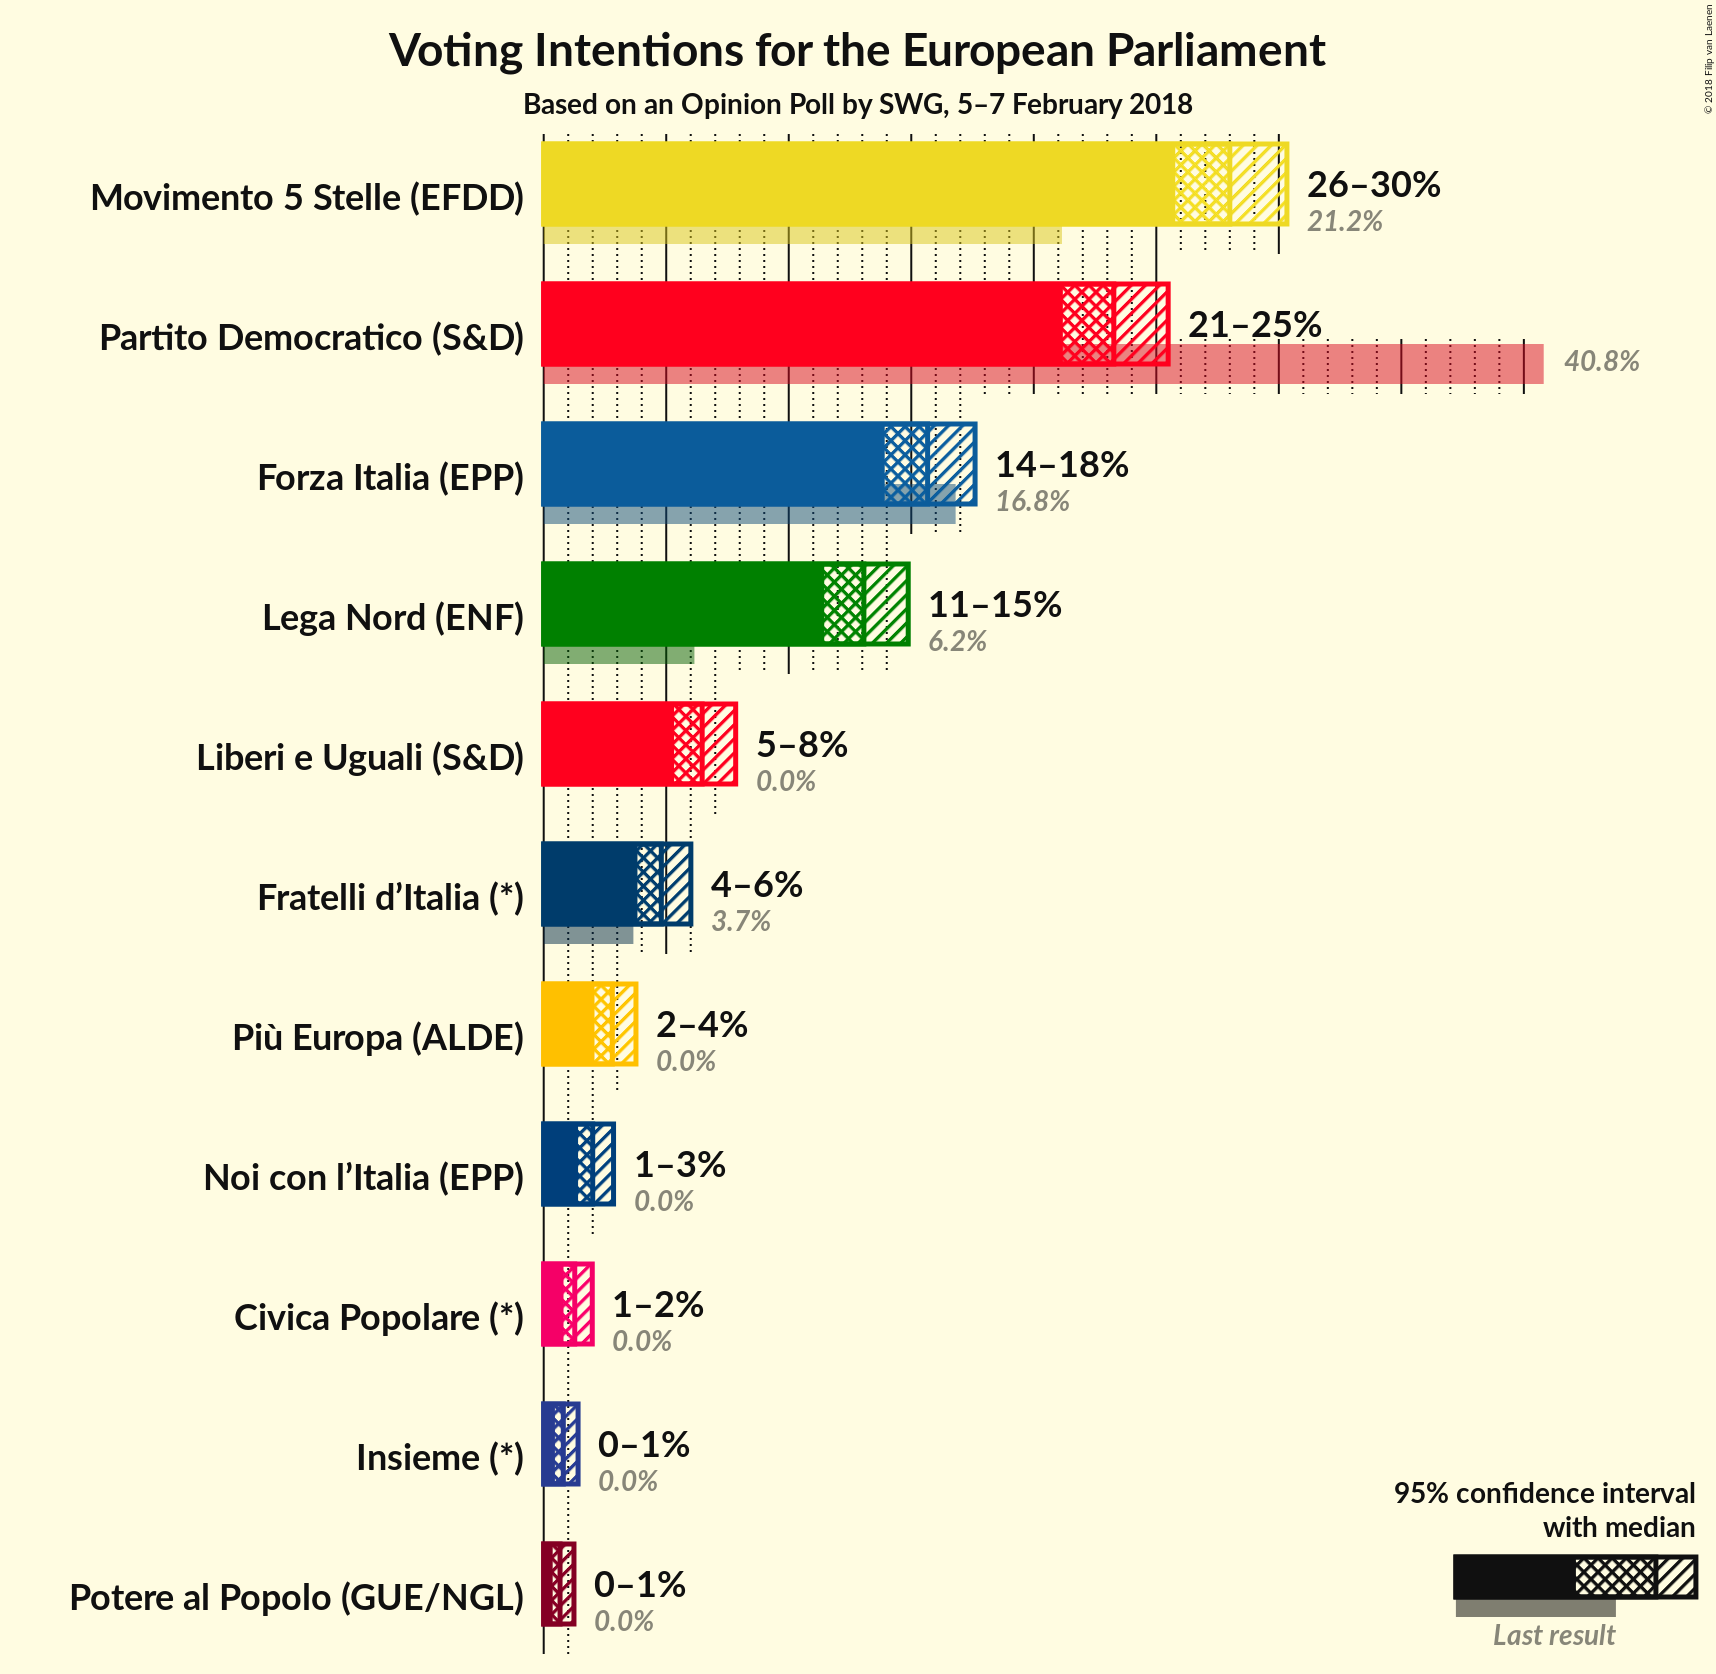 Voting Intentions for the European Parliament
Based on an Opinion Poll by SWG, 5–7 February 2018
© 2018 Filip van Laenen
Movimento 5 Stelle (EFDD)
26–30%
21.2%
Partito Democratico (S&D)
21–25%
40.8%
Forza Italia (EPP)
14–18%
16.8%
Lega Nord (ENF)
11–15%
6.2%
Liberi e Uguali (S&D)
5–8%
0.0%
Fratelli d’Italia (*)
4–6%
3.7%
Più Europa (ALDE)
2–4%
0.0%
Noi con l’Italia (EPP)
1–3%
0.0%
Civica Popolare (*)
1–2%
0.0%
Insieme (*)
0–1%
0.0%
Potere al Popolo (GUE/NGL)
0–1%
0.0%
95% confidence interval
with median
Last result